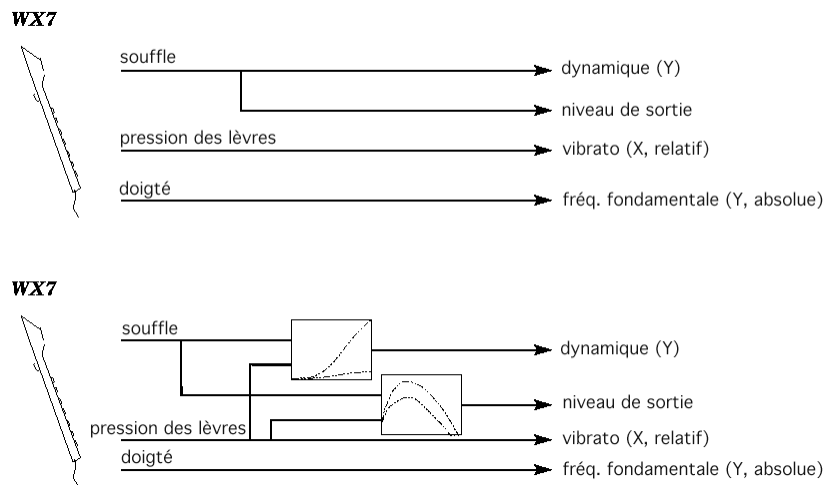 WX7
souffle
dynamique (Y)
niveau de sortie
pression des lèvres
vibrato (X, relatif)
doigté
fréq. fondamentale (Y, absolue)
WX7
souffle
dynamique (Y)
niveau de sortie
pression des lèvres
vibrato (X, relatif)
doigté
fréq. fondamentale (Y, absolue)